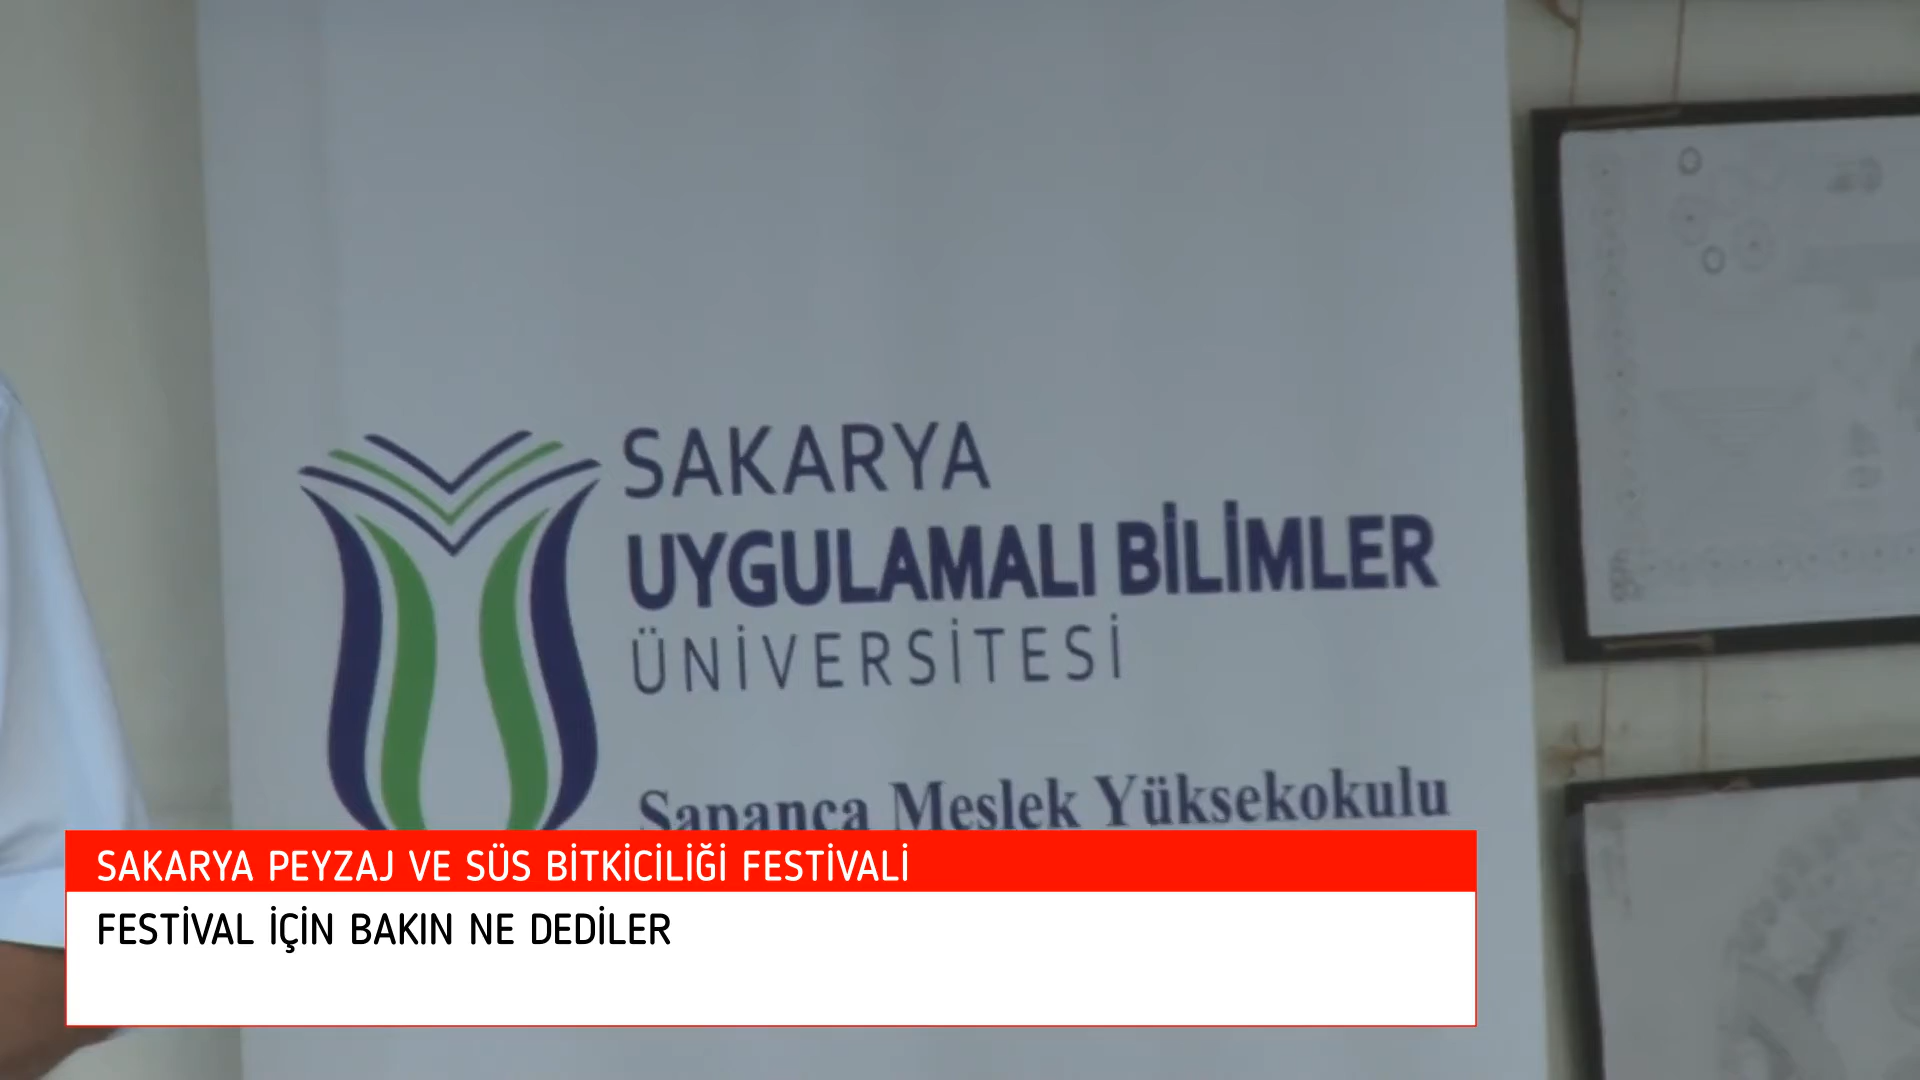 SAKARYA
UYGULAMALI BİLİMLER
ÜNİVERSİTESİ
Sapanca Meslek Yüksekokulu
SAKARYA PEYZAJ VE SÜS BİTKİCİLİĞİ FESTİVALİ
FESTİVAL İÇİN BAKIN NE DEDİLER